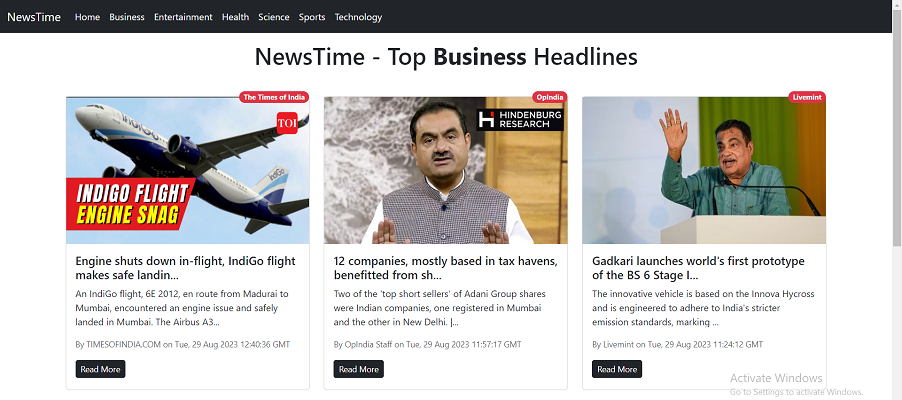 NewsTime Home Business Entertainment Health Science Sports Technology
NewsTime - Top Business Headlines
The Times of India
IndiGo
TOI
IndiGo
INDIGO FLIGHT
ENGINE SNAG
Engine shuts down in-flight, IndiGo flight
makes safe landin...
An IndiGo flight, 6E 2012, en route from Madurai to
Mumbai, encountered an engine issue and safely
landed in Mumbai. The Airbus A3...
By TIMESOFINDIA.COM on Tue, 29 Aug 2023 12:40:36 GMT
Read More
OpIndia
H HINDENBURG
RESEARCH
12 companies, mostly based in tax havens,
benefitted from sh...
Two of the 'top short sellers' of Adani Group shares
were Indian companies, one registered in Mumbai
and the other in New Delhi. |...
By OpIndia Staff on Tue, 29 Aug 2023 11:57:17 GMT
Read More
Livemint
Gadkari launches world's first prototype
of the BS 6 Stage I...
The innovative vehicle is based on the Innova Hycross
and is engineered to adhere to India's stricter
emission standards, marking ...
By Livemint on Tue, 29 Aug 2023 11:24:12 GMT
Read More
Activate Windows
Go to Settings to activate Windows.